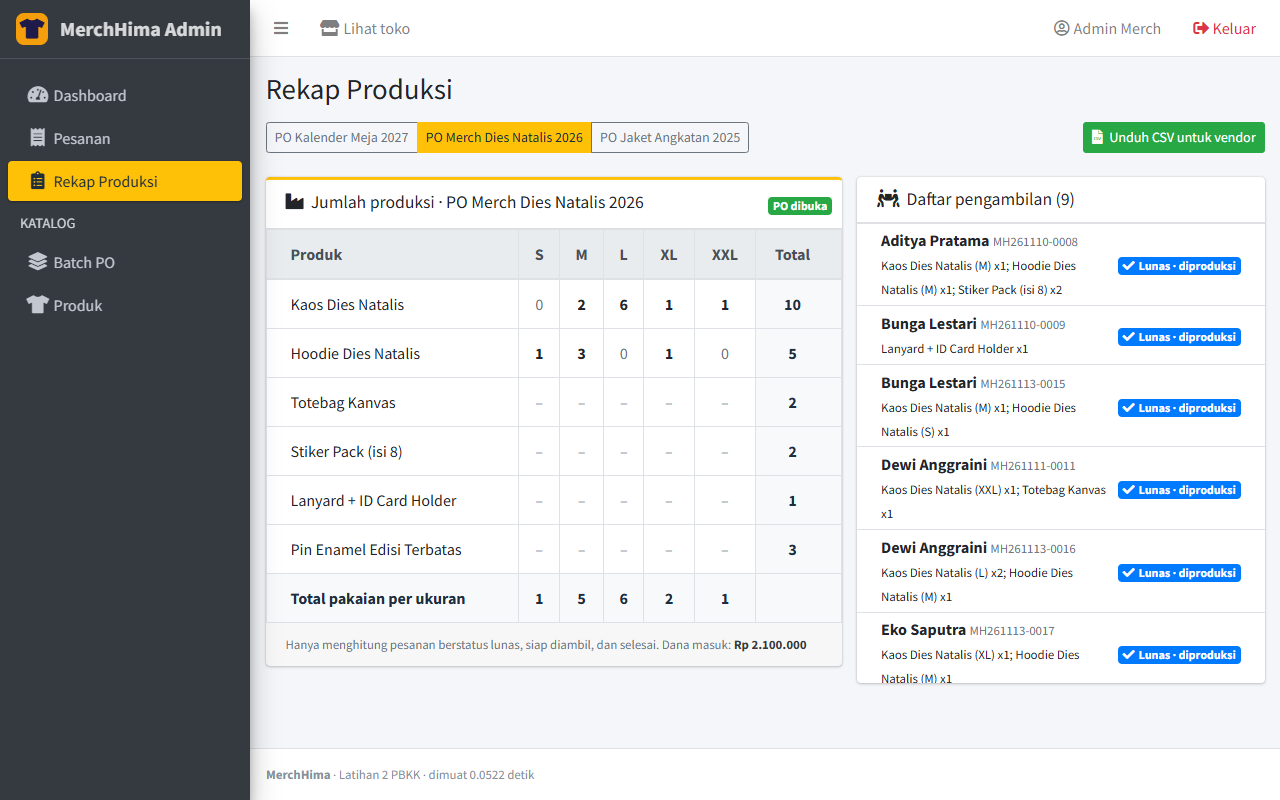 MerchHima Admin
Lihat toko
Admin Merch
Keluar
Dashboard
Pesanan
Rekap Produksi
KATALOG
Batch PO
Produk
Rekap Produksi
PO Kalender Meja 2027
PO Merch Dies Natalis 2026
PO Jaket Angkatan 2025
Unduh CSV untuk vendor
Jumlah produksi · PO Merch Dies Natalis 2026
PO dibuka
Produk S M L XL XXL Total
Kaos Dies Natalis 0 2 6 1 1 10
Hoodie Dies Natalis 1 3 0 1 0 5
Totebag Kanvas – – – – – 2
Stiker Pack (isi 8) – – – – – 2
Lanyard + ID Card Holder – – – – – 1
Pin Enamel Edisi Terbatas – – – – – 3
Total pakaian per ukuran 1 5 6 2 1
Hanya menghitung pesanan berstatus lunas, siap diambil, dan selesai. Dana masuk: Rp 2.100.000
Daftar pengambilan (9)
Aditya Pratama MH261110-0008
Kaos Dies Natalis (M) x1; Hoodie Dies
Natalis (M) x1; Stiker Pack (isi 8) x2
Lunas · diproduksi
Bunga Lestari MH261110-0009
Lanyard + ID Card Holder x1
Lunas · diproduksi
Bunga Lestari MH261113-0015
Kaos Dies Natalis (M) x1; Hoodie Dies
Natalis (S) x1
Lunas · diproduksi
Dewi Anggraini MH261111-0011
Kaos Dies Natalis (XXL) x1; Totebag Kanvas
x1
Lunas · diproduksi
Dewi Anggraini MH261113-0016
Kaos Dies Natalis (L) x2; Hoodie Dies
Natalis (M) x1
Lunas · diproduksi
Eko Saputra MH261113-0017
Kaos Dies Natalis (XL) x1; Hoodie Dies
Natalis (M) x1
Lunas · diproduksi
MerchHima · Latihan 2 PBKK · dimuat 0.0522 detik